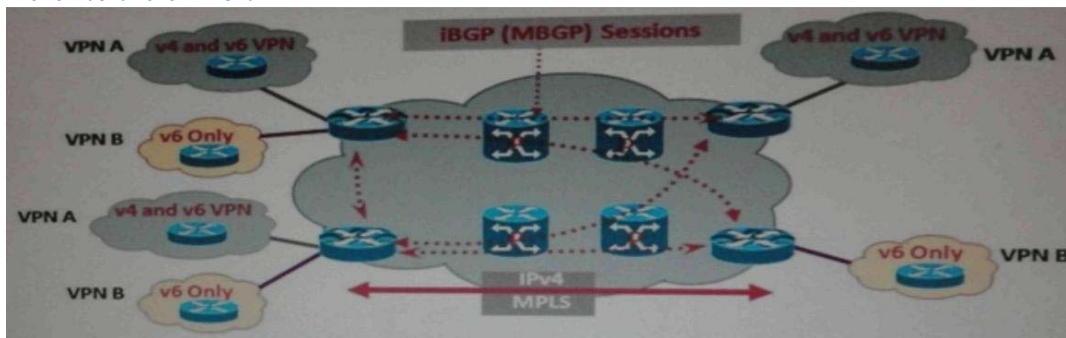 VPN A
v4 and v6 VPN
iBGP (MBGP) Sessions
v4 and v6 VPN
VPN A
VPN B
v6 Only
VPN A
v4 and v6 VPN
VPN B
v6 Only
IPv4
MPLS
v6 Only
VPN B